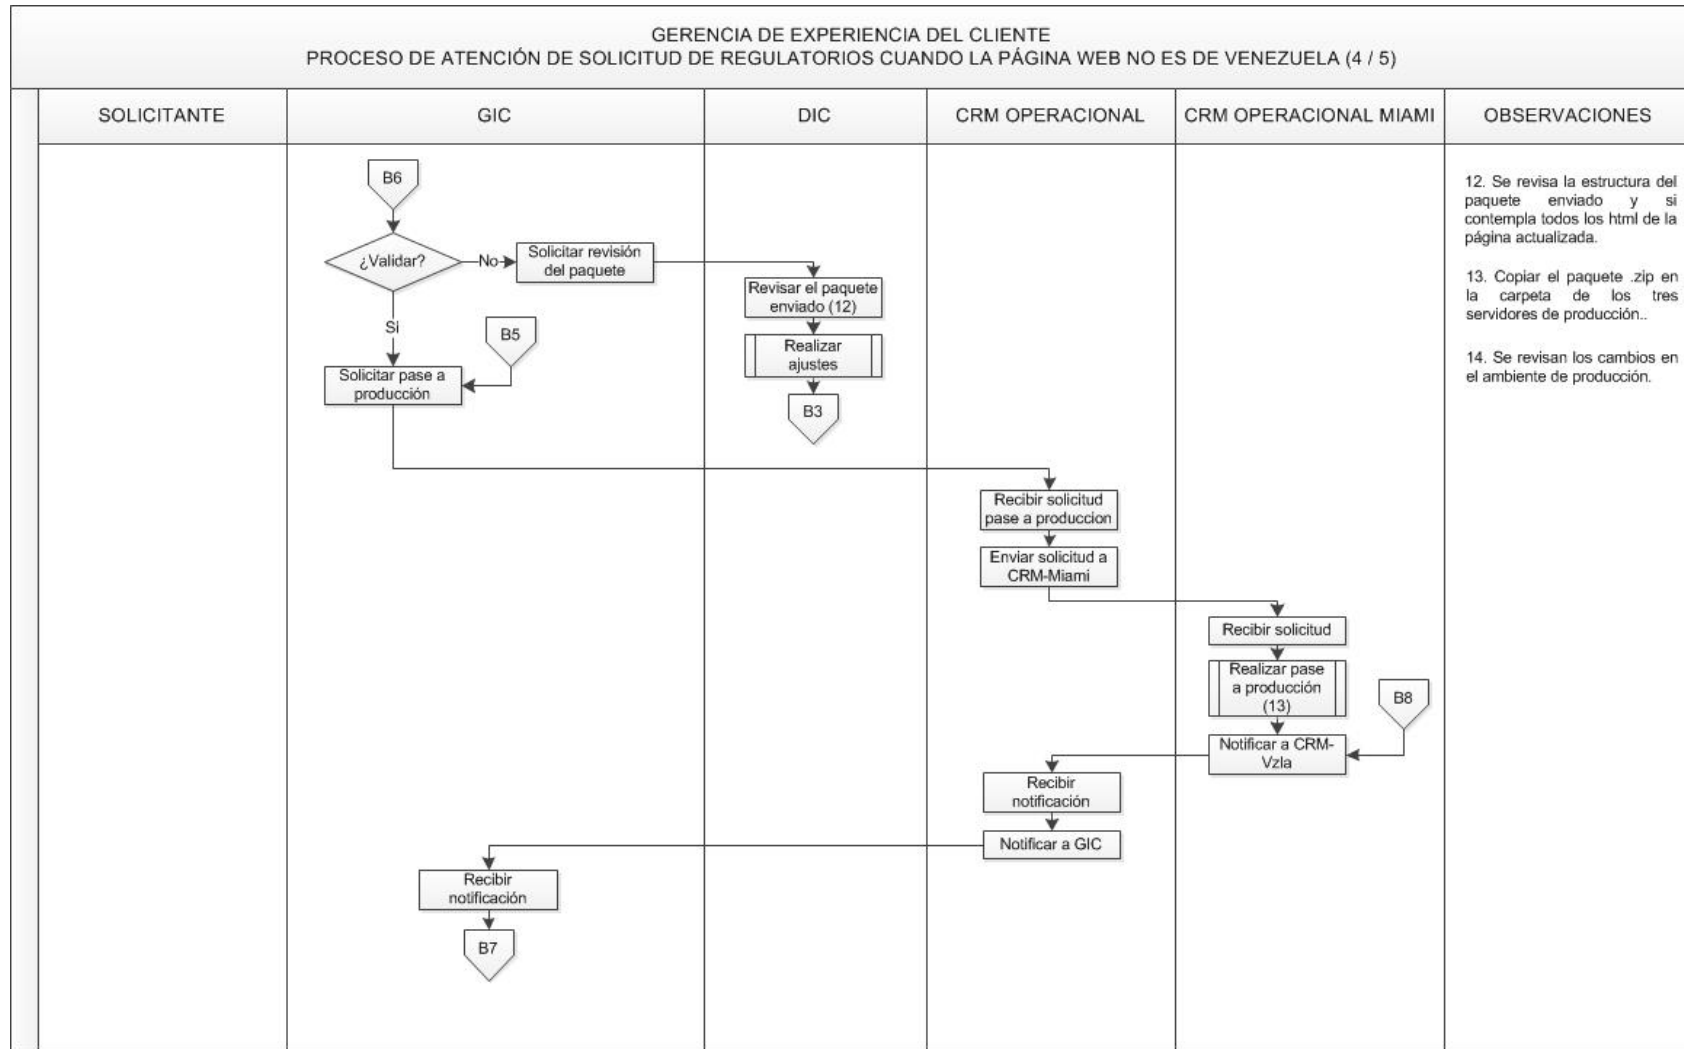 GERENCIA DE EXPERIENCIA DEL CLIENTE
PROCESO DE ATENCIÓN DE SOLICITUD DE REGULATORIOS CUANDO LA PÁGINA WEB NO ES DE VENEZUELA (4 / 5)
SOLICITANTE
GIC
DIC
CRM OPERACIONAL
CRM OPERACIONAL MIAMI
OBSERVACIONES
B6
¿Validar?
No
Solicitar revisión
del paquete
Revisar el paquete
enviado (12)
Si
B5
Realizar
ajustes
Solicitar pase a
producción
B3
Recibir solicitud
pase a produccion
Enviar solicitud a
CRM-Miami
Recibir solicitud
Realizar pase
a producción
(13)
B8
Notificar a CRM-
Vzla
Recibir
notificación
Notificar a GIC
Recibir
notificación
B7
12. Se revisa la estructura del
paquete enviado y si
contempla todos los html de la
página actualizada.
13. Copiar el paquete .zip en
la carpeta de los tres
servidores de producción..
14. Se revisan los cambios en
el ambiente de producción.